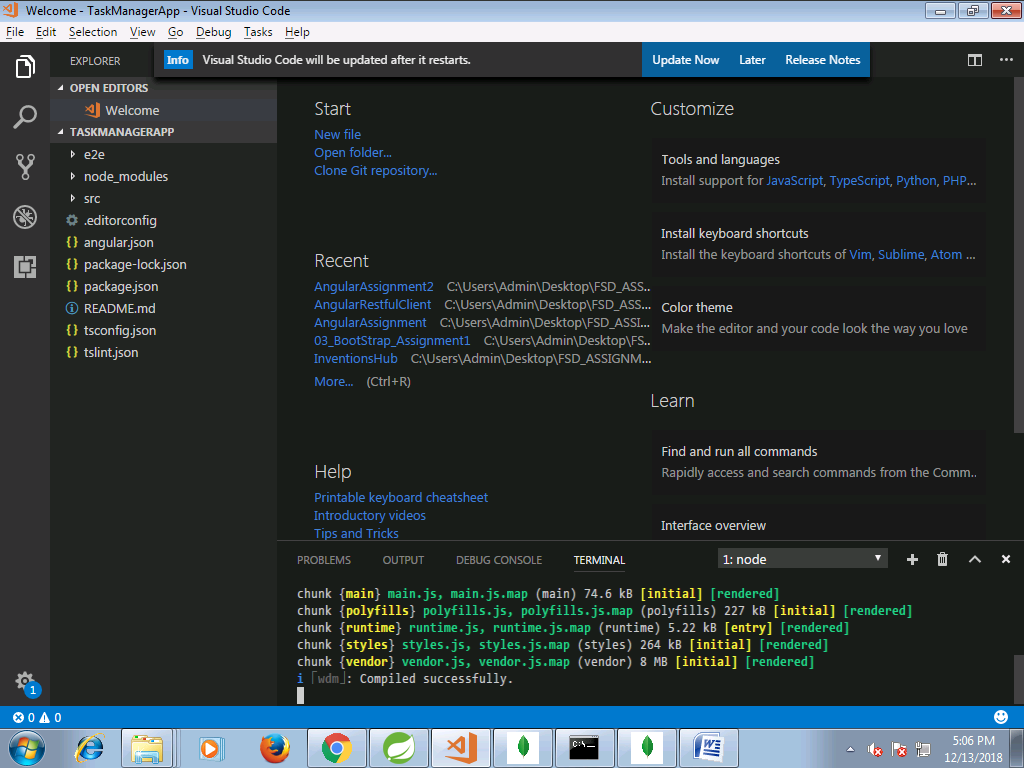 Welcome - TaskManagerApp - Visual Studio Code
File Edit Selection View Go Debug Tasks Help
EXPLORER
Info Visual Studio Code will be updated after it restarts. Update Now Later Release Notes
OPEN EDITORS
Welcome
TASKMANAGERAPP
e2e
node_modules
src
.editorconfig
{} angular.json
{} package-lock.json
{} package.json
README.md
{} tsconfig.json
{} tslint.json
1
Start
New file
Open folder...
Clone Git repository...
Recent
AngularAssignment2 C:\Users\Admin\Desktop\FSD_ASS...
AngularRestfulClient C:\Users\Admin\Desktop\FSD_ASS...
AngularAssignment C:\Users\Admin\Desktop\FSD_ASSI...
03_BootStrap_Assignment1 C:\Users\Admin\Desktop\FS...
InventionsHub C:\Users\Admin\Desktop\FSD_ASSIGNM...
More... (Ctrl+R)
Help
Printable keyboard cheatsheet
Introductory videos
Tips and Tricks
Customize
Tools and languages
Install support for JavaScript, TypeScript, Python, PHP...
Install keyboard shortcuts
Install the keyboard shortcuts of Vim, Sublime, Atom ...
Color theme
Make the editor and your code look the way you love
Learn
Find and run all commands
Rapidly access and search commands from the Comm..
Interface overview
PROBLEMS OUTPUT DEBUG CONSOLE TERMINAL 1: node
chunk {main} main.js, main.js.map (main) 74.6 kB [initial] [rendered]
chunk {polyfills} polyfills.js, polyfills.js.map (polyfills) 227 kB [initial] [rendered]
chunk {runtime} runtime.js, runtime.js.map (runtime) 5.22 kB [entry] [rendered]
chunk {styles} styles.js, styles.js.map (styles) 264 kB [initial] [rendered]
chunk {vendor} vendor.js, vendor.js.map (vendor) 8 MB [initial] [rendered]
i ｢wdm｣: Compiled successfully.
0 0
C:\
W
5:06 PM
12/13/2018